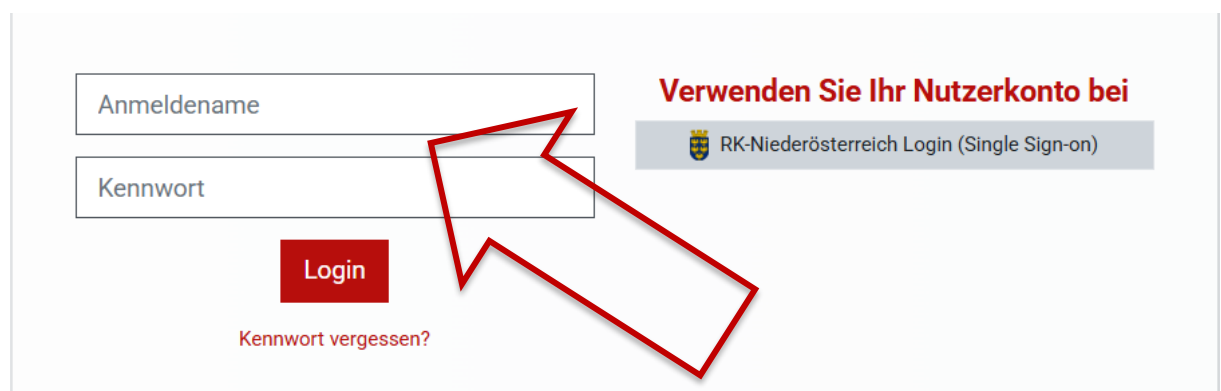 Anmeldename
Kennwort
Login
Kennwort vergessen?
Verwenden Sie Ihr Nutzerkonto bei
RK-Niederösterreich Login (Single Sign-on)